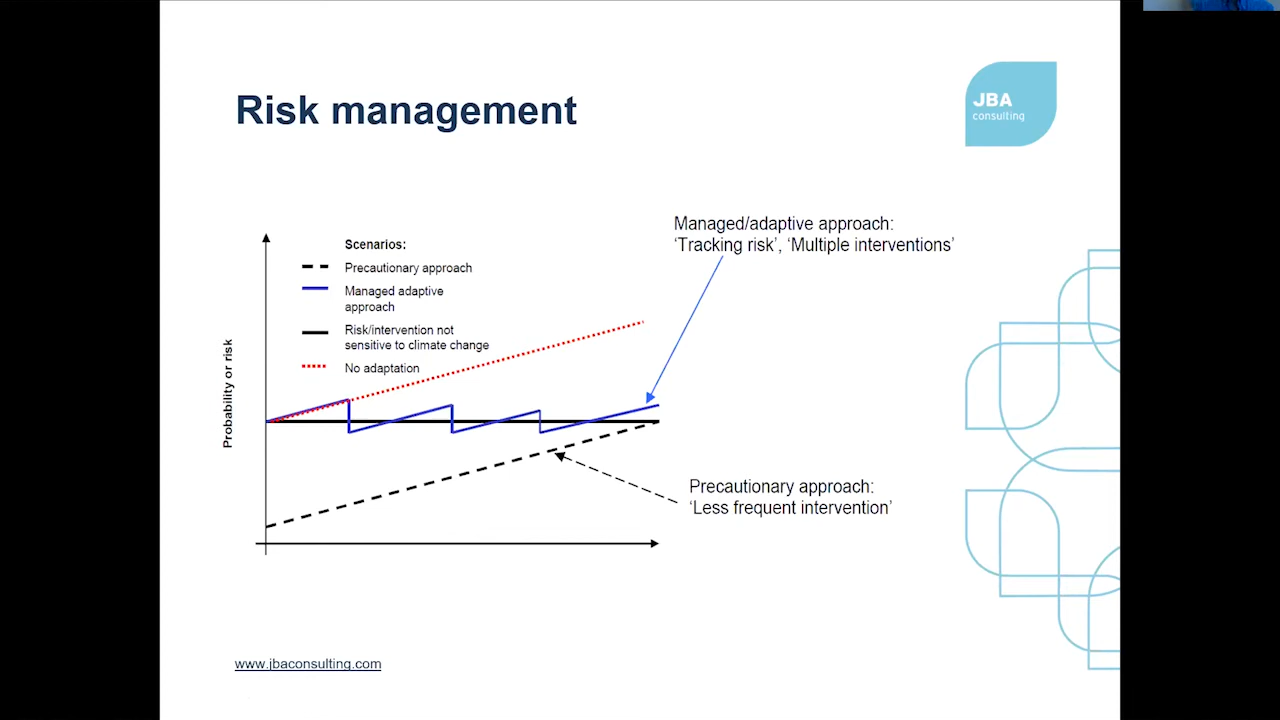 Risk management
JBA
consulting
Managed/adaptive approach:
‘Tracking risk’, ‘Multiple interventions’
Scenarios:
Precautionary approach
Managed adaptive
approach
Risk/intervention not
sensitive to climate change
No adaptation
Probability or risk
Precautionary approach:
‘Less frequent intervention’
www.jbaconsulting.com